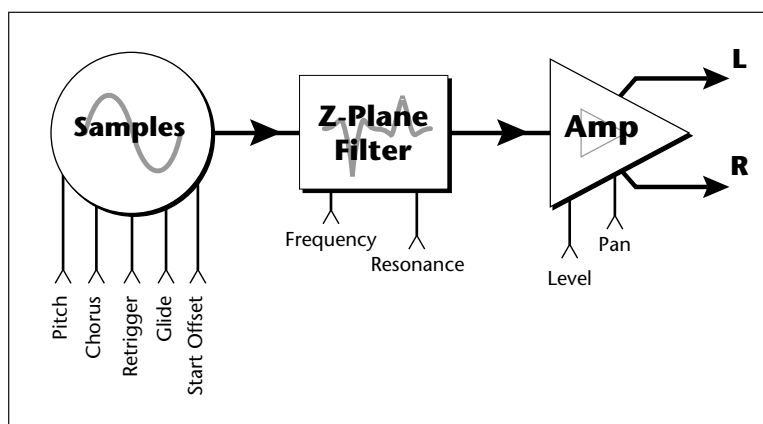 Samples
Z-Plane
Filter
Amp
L
R
Frequency
Resonance
Level
Pan
Pitch
Chorus
Retrigger
Glide
Start Offset